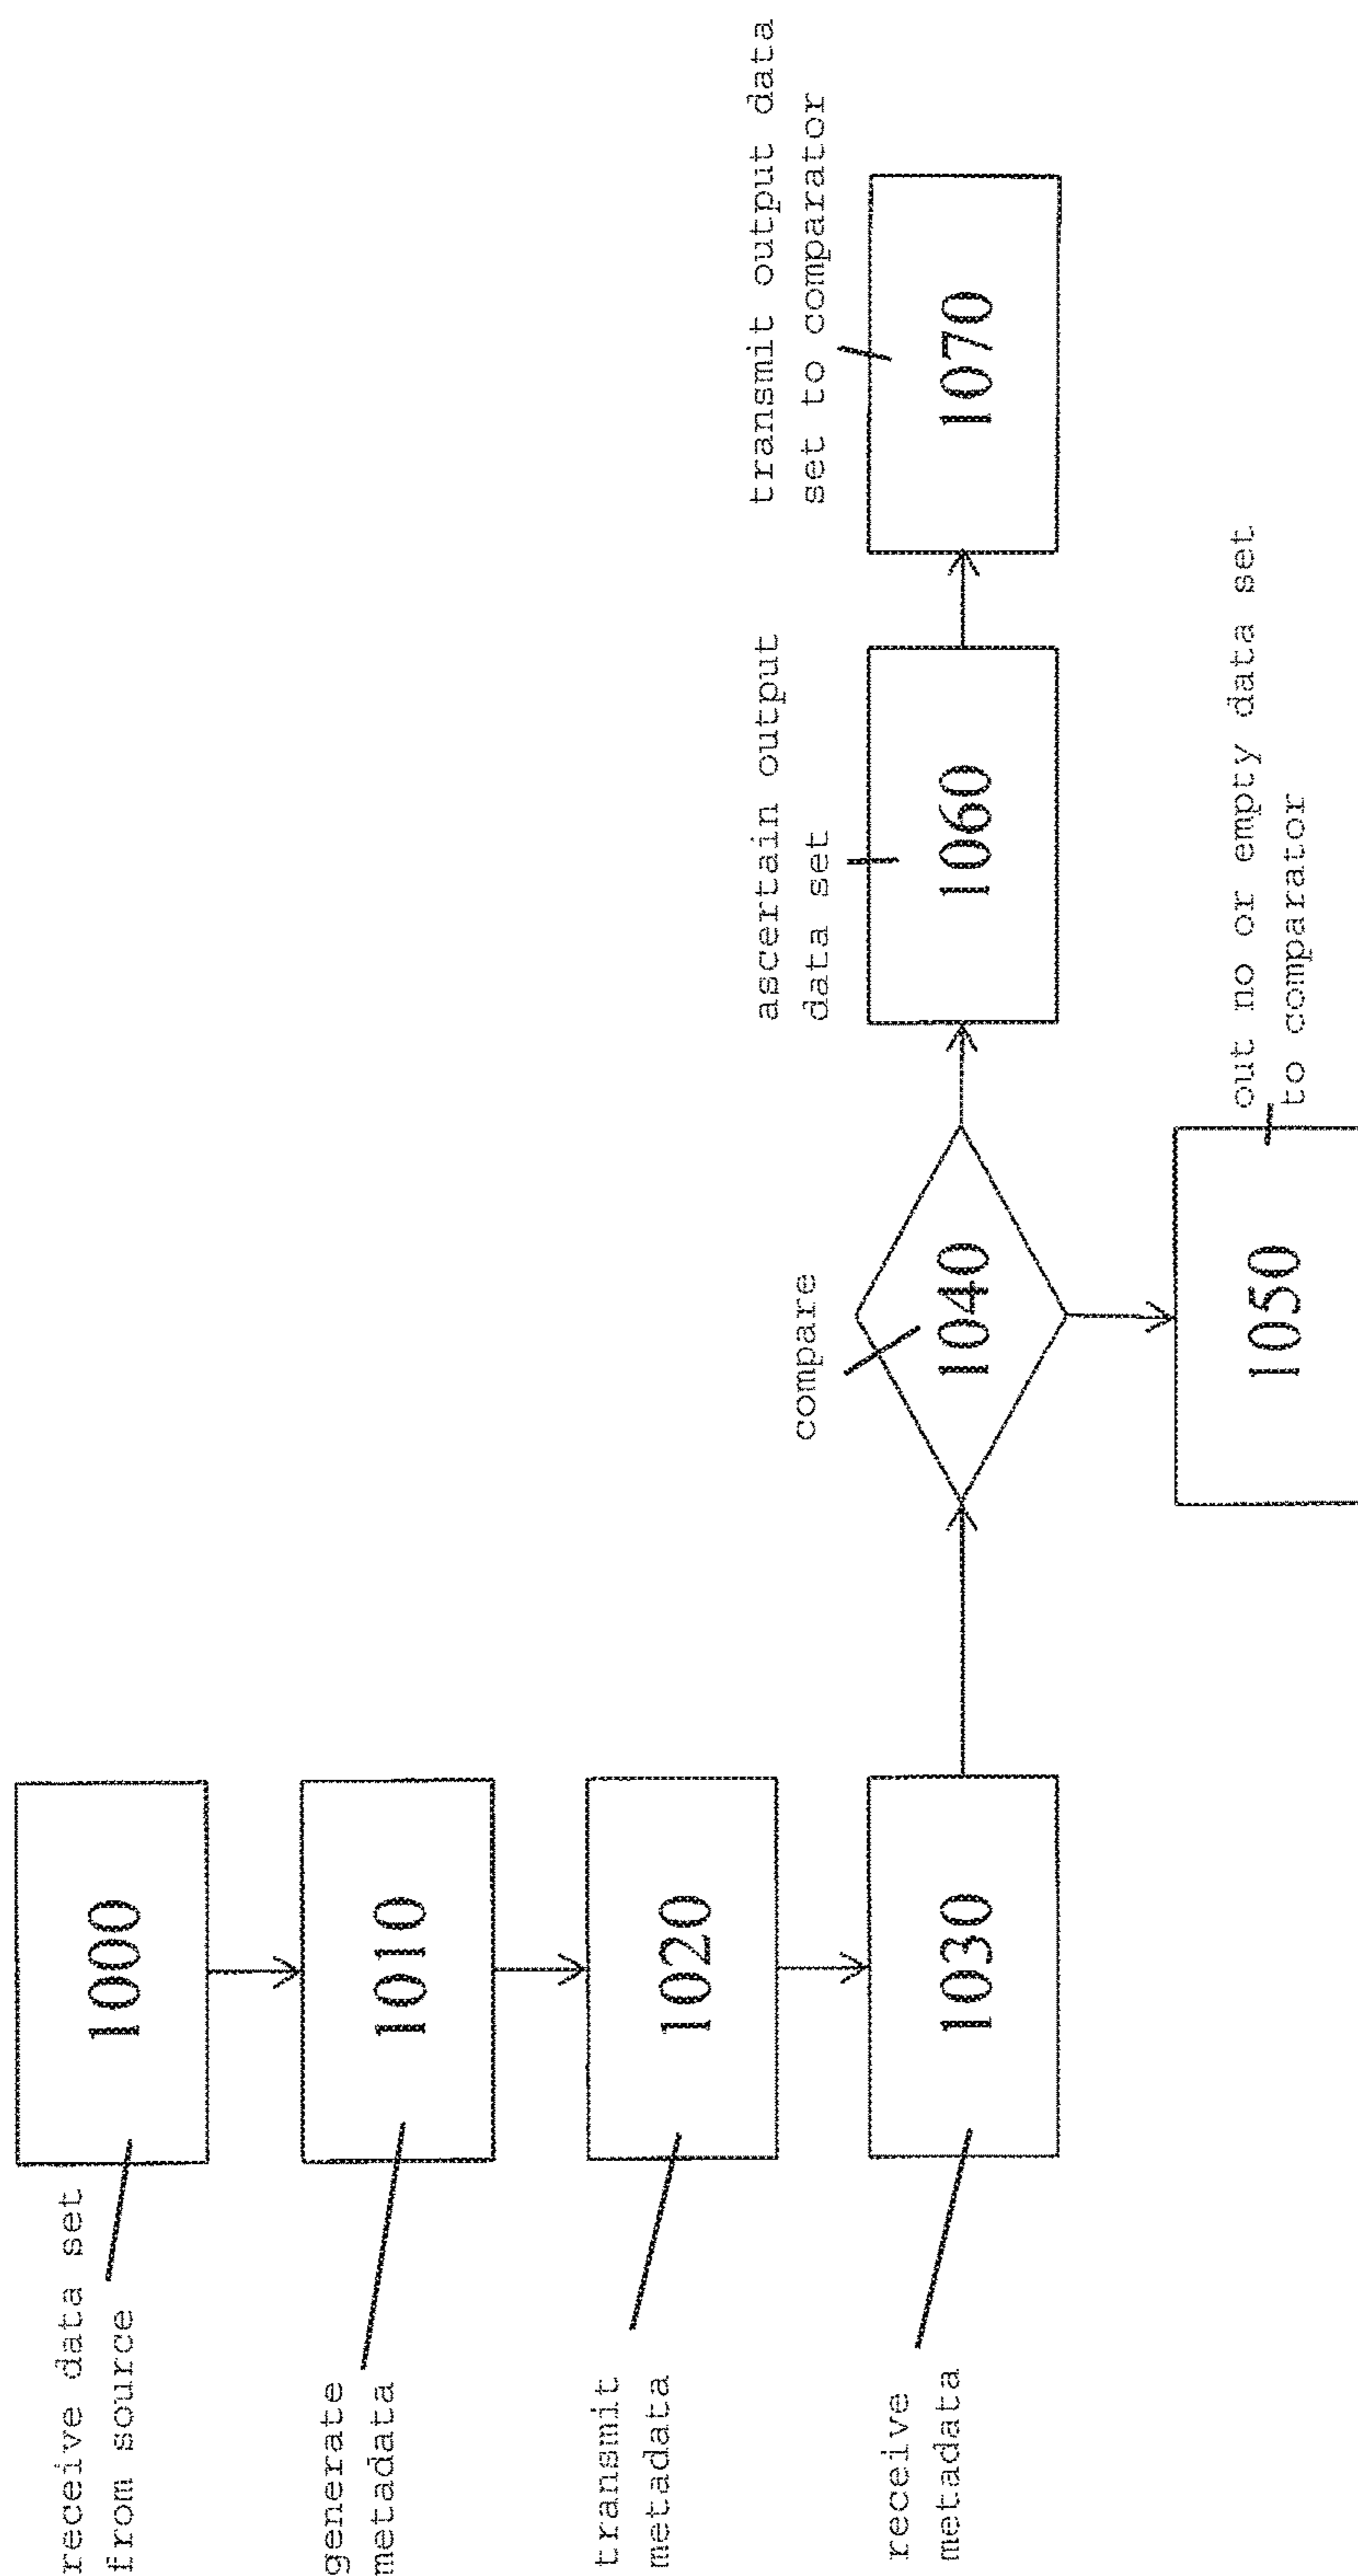 receive data set
from source
1000
generate
metadata
1010
transmit
metadata
1020
receive
metadata
1030
compare
1040
out no or empty data set
to comparator
1050
ascertain output
data set
1060
transmit output data
set to comparator
1070